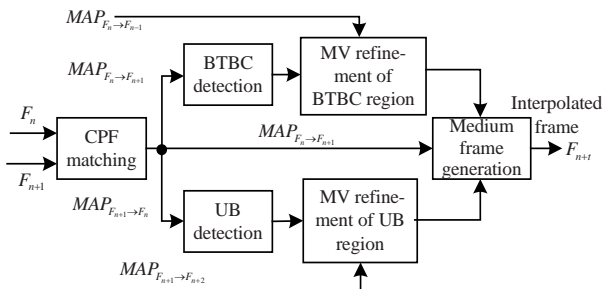 MAP_{F_n→F_{n-1}}
MAP_{F_n→F_{n+1}}
BTBC
detection
MV refine-
ment of
BTBC region
F_n
F_{n+1}
CPF
matching
MAP_{F_n→F_{n+1}}
Medium
frame
generation
Interpolated
frame
F_{n+t}
MAP_{F_{n+1}→F_n}
UB
detection
MV refine-
ment of UB
region
MAP_{F_{n+1}→F_{n+2}}